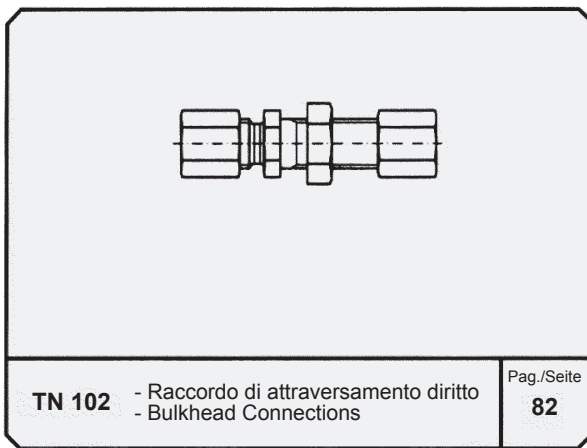 TN 102
- Raccordo di attraversamento diritto
- Bulkhead Connections
Pag./Seite
82